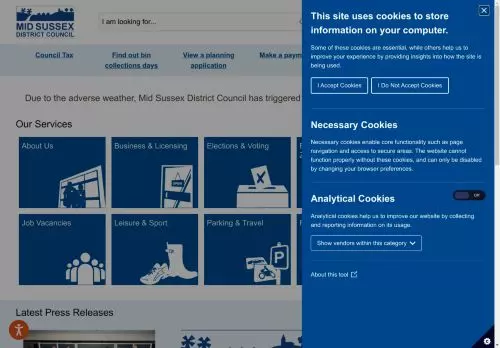 MID SUSSEX
DISTRICT COUNCIL
I am looking for...
Council Tax
Find out bin
collections days
View a planning
application
Make a paym
Due to the adverse weather, Mid Sussex District Council has triggered
Our Services
About Us
Business & Licensing
Elections & Voting
Job Vacancies
Leisure & Sport
Parking & Travel
Latest Press Releases
This site uses cookies to store
information on your computer.
Some of these cookies are essential, while others help us to
improve your experience by providing insights into how the site is
being used.
I Accept Cookies
I Do Not Accept Cookies
Necessary Cookies
Necessary cookies enable core functionality such as page
navigation and access to secure areas. The website cannot
function properly without these cookies, and can only be disabled
by changing your browser preferences.
Analytical Cookies
Off
Analytical cookies help us to improve our website by collecting
and reporting information on its usage.
Show vendors within this category
About this tool